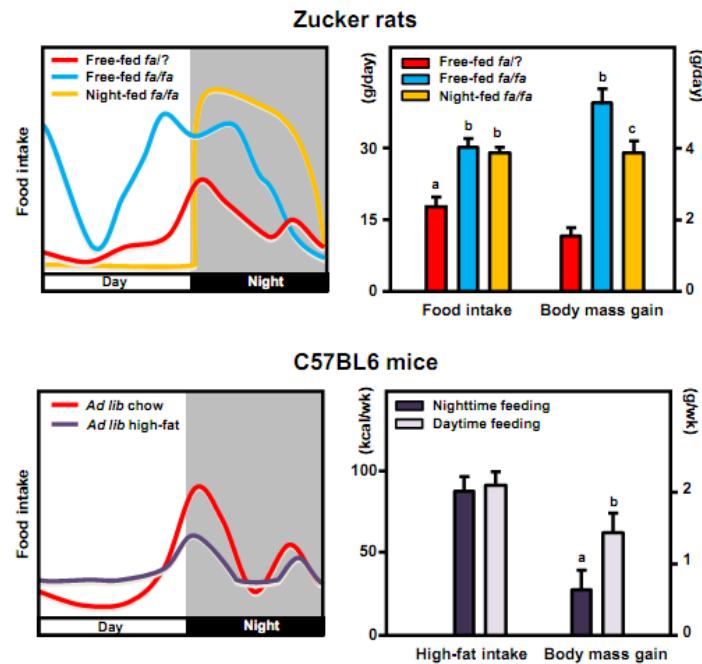 Zucker rats
Free-fed fa/?
Free-fed fa/fa
Night-fed fa/fa
Food intake
Day
Night
Free-fed fa/?
Free-fed fa/fa
Night-fed fa/fa
(g/day)
(g/day)
30
15
0
4
2
0
a
b
b
b
c
Food intake
Body mass gain
C57BL6 mice
Ad lib chow
Ad lib high-fat
Food intake
Day
Night
Nighttime feeding
Daytime feeding
(kcal/wk)
(g/wk)
100
50
0
2
1
0
a
b
High-fat intake
Body mass gain